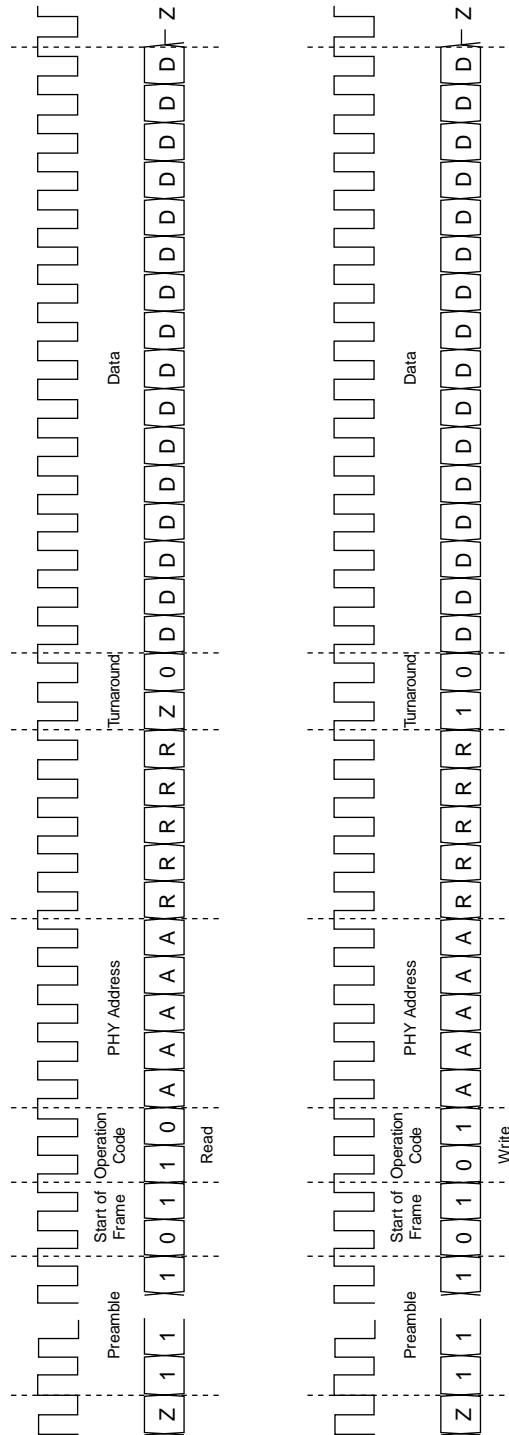 Preamble
Start of
Frame
Operation
Code
PHY Address
Turnaround
Data
Z 1 1 1 0 1 1 0 A A A A A R R R R R Z 0 D D D D D D D D D D D D D D D D Z
Read
Preamble
Start of
Frame
Operation
Code
PHY Address
Turnaround
Data
Z 1 1 1 0 1 0 1 A A A A A R R R R R 1 0 D D D D D D D D D D D D D D D D Z
Write